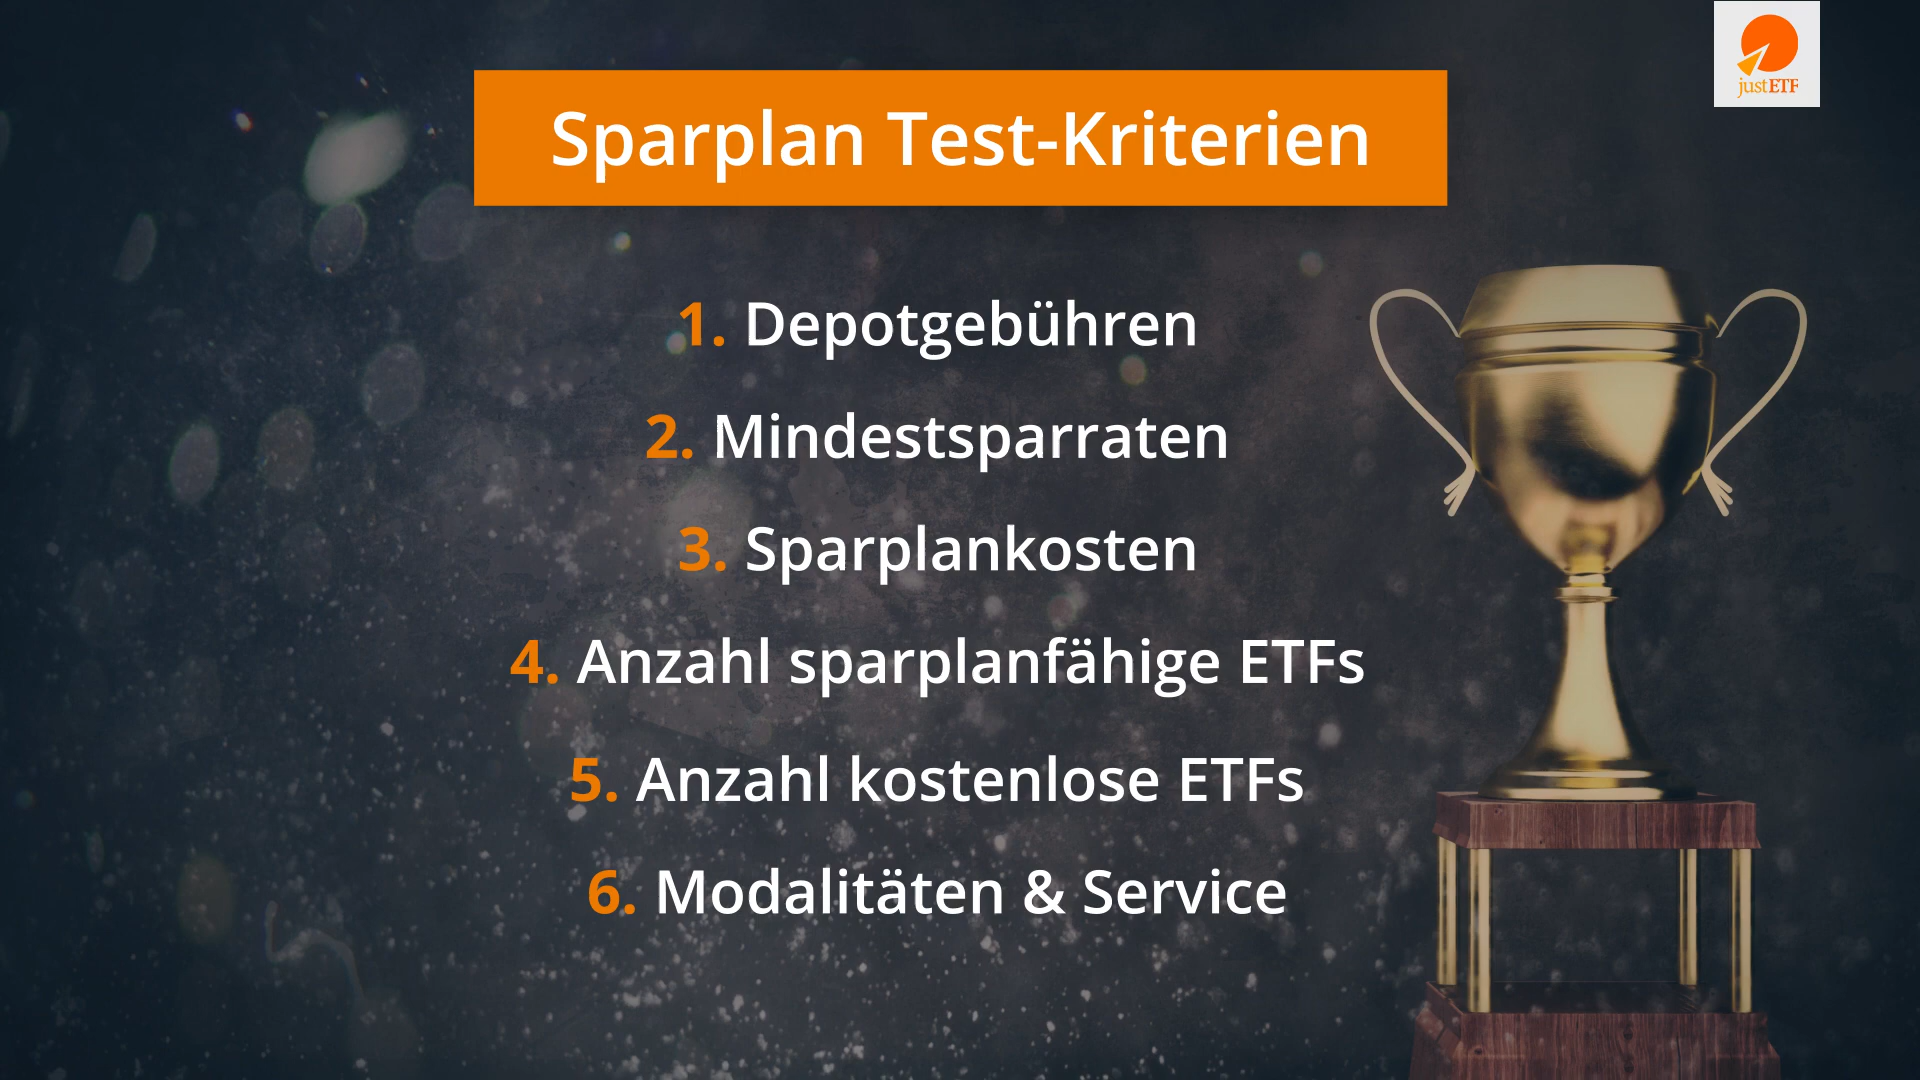 justETF
Sparplan Test-Kriterien
1. Depotgebühren
2. Mindestsparraten
3. Sparplankosten
4. Anzahl sparplanfähige ETFs
5. Anzahl kostenlose ETFs
6. Modalitäten & Service